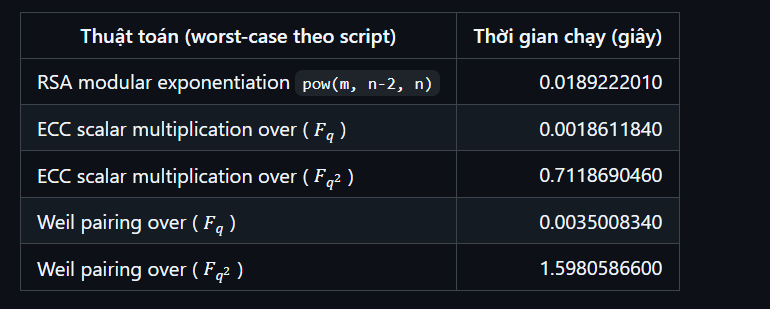 Thuật toán (worst-case theo script) Thời gian chạy (giây)
RSA modular exponentiation pow(m, n-2, n) 0.0189222010
ECC scalar multiplication over ( F_q ) 0.0018611840
ECC scalar multiplication over ( F_{q^2} ) 0.7118690460
Weil pairing over ( F_q ) 0.0035008340
Weil pairing over ( F_{q^2} ) 1.5980586600